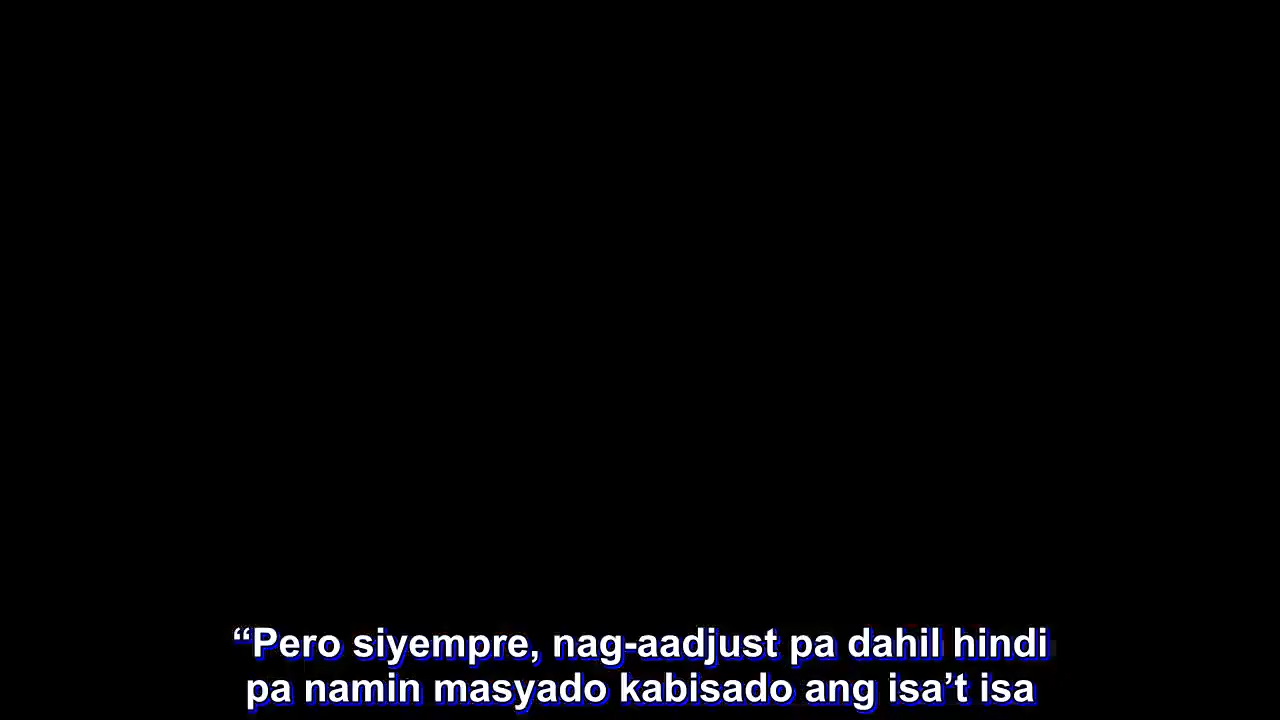 “Pero siyempre, nag-aadjust pa dahil hindi
pa namin masyado kabisado ang isa’t isa